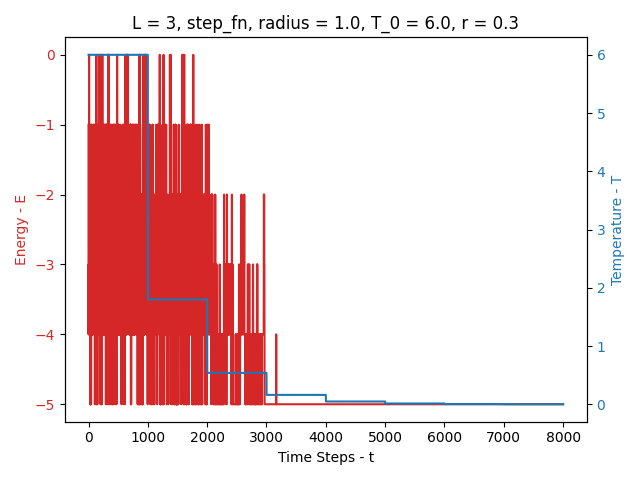 L = 3, step_fn, radius = 1.0, T_0 = 6.0, r = 0.3
Energy - E
0
−1
−2
−3
−4
−5
6
5
4
3
2
1
0
Temperature - T
0 1000 2000 3000 4000 5000 6000 7000 8000
Time Steps - t